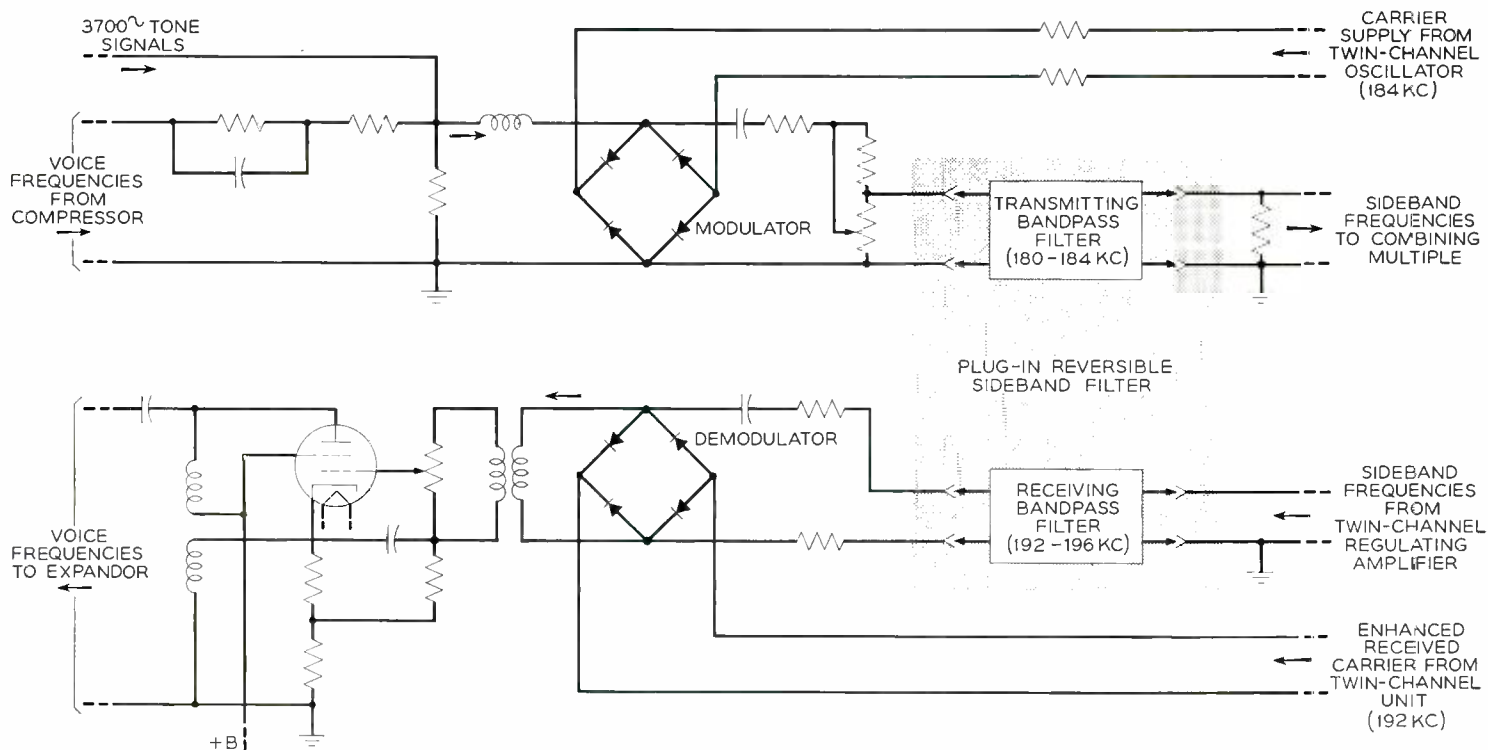 3700~ TONE
SIGNALS
CARRIER
SUPPLY FROM
TWIN-CHANNEL
OSCILLATOR
(184 KC)
VOICE
FREQUENCIES
FROM
COMPRESSOR
MODULATOR
TRANSMITTING
BANDPASS
FILTER
(180-184 KC)
SIDEBAND
FREQUENCIES
TO COMBINING
MULTIPLE
PLUG-IN REVERSIBLE
SIDEBAND FILTER
DEMODULATOR
VOICE
FREQUENCIES
TO EXPANDOR
RECEIVING
BANDPASS
FILTER
(192-196 KC)
SIDEBAND
FREQUENCIES
FROM
TWIN-CHANNEL
REGULATING
AMPLIFIER
ENHANCED
RECEIVED
CARRIER FROM
TWIN-CHANNEL
UNIT
(192 KC)
+B